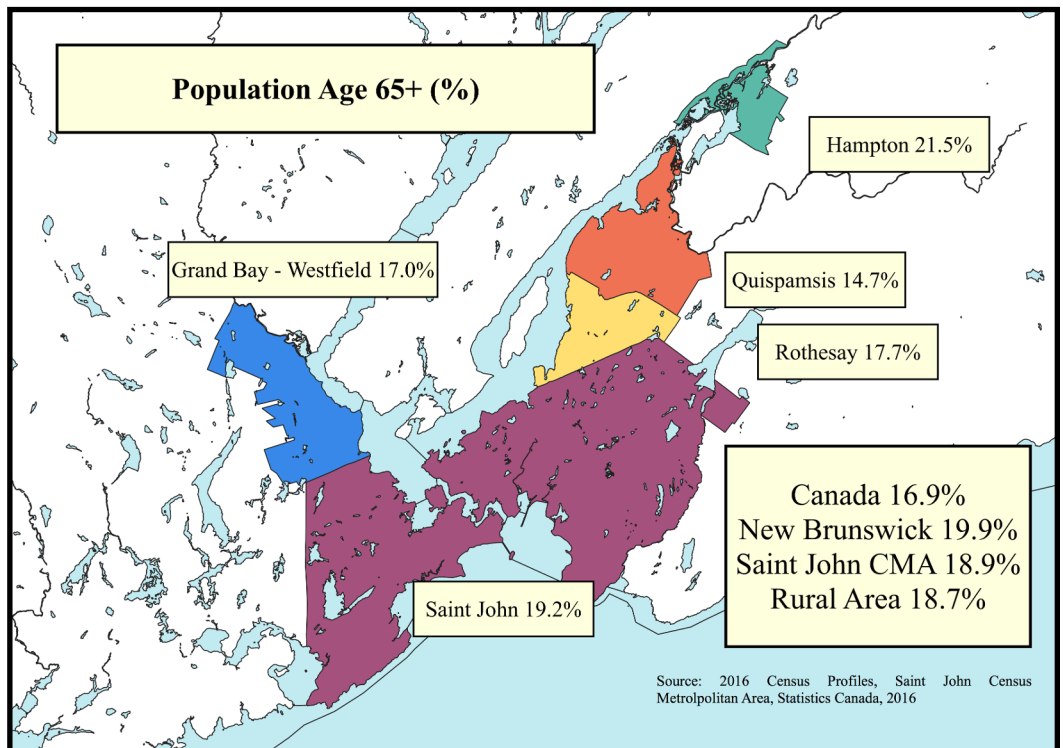 Population Age 65+ (%)
Hampton 21.5%
Grand Bay - Westfield 17.0%
Quispamsis 14.7%
Rothesay 17.7%
Canada 16.9%
New Brunswick 19.9%
Saint John CMA 18.9%
Rural Area 18.7%
Saint John 19.2%
Source: 2016 Census Profiles, Saint John Census
Metrolpolitan Area, Statistics Canada, 2016